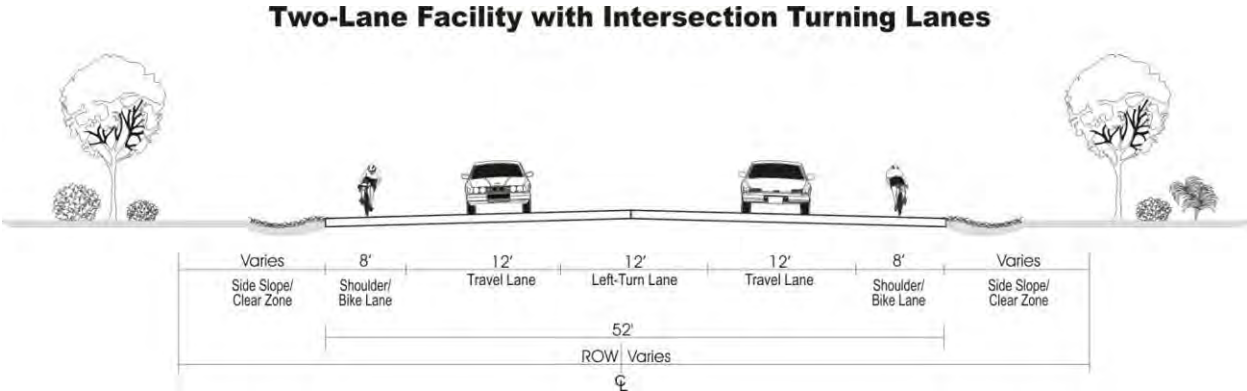 Two-Lane Facility with Intersection Turning Lanes
Varies 8' 12' 12' 12' 8' Varies
Side Slope/ Shoulder/ Travel Lane Left-Turn Lane Travel Lane Shoulder/ Side Slope/
Clear Zone Bike Lane Bike Lane Clear Zone
52'
ROW Varies
℄